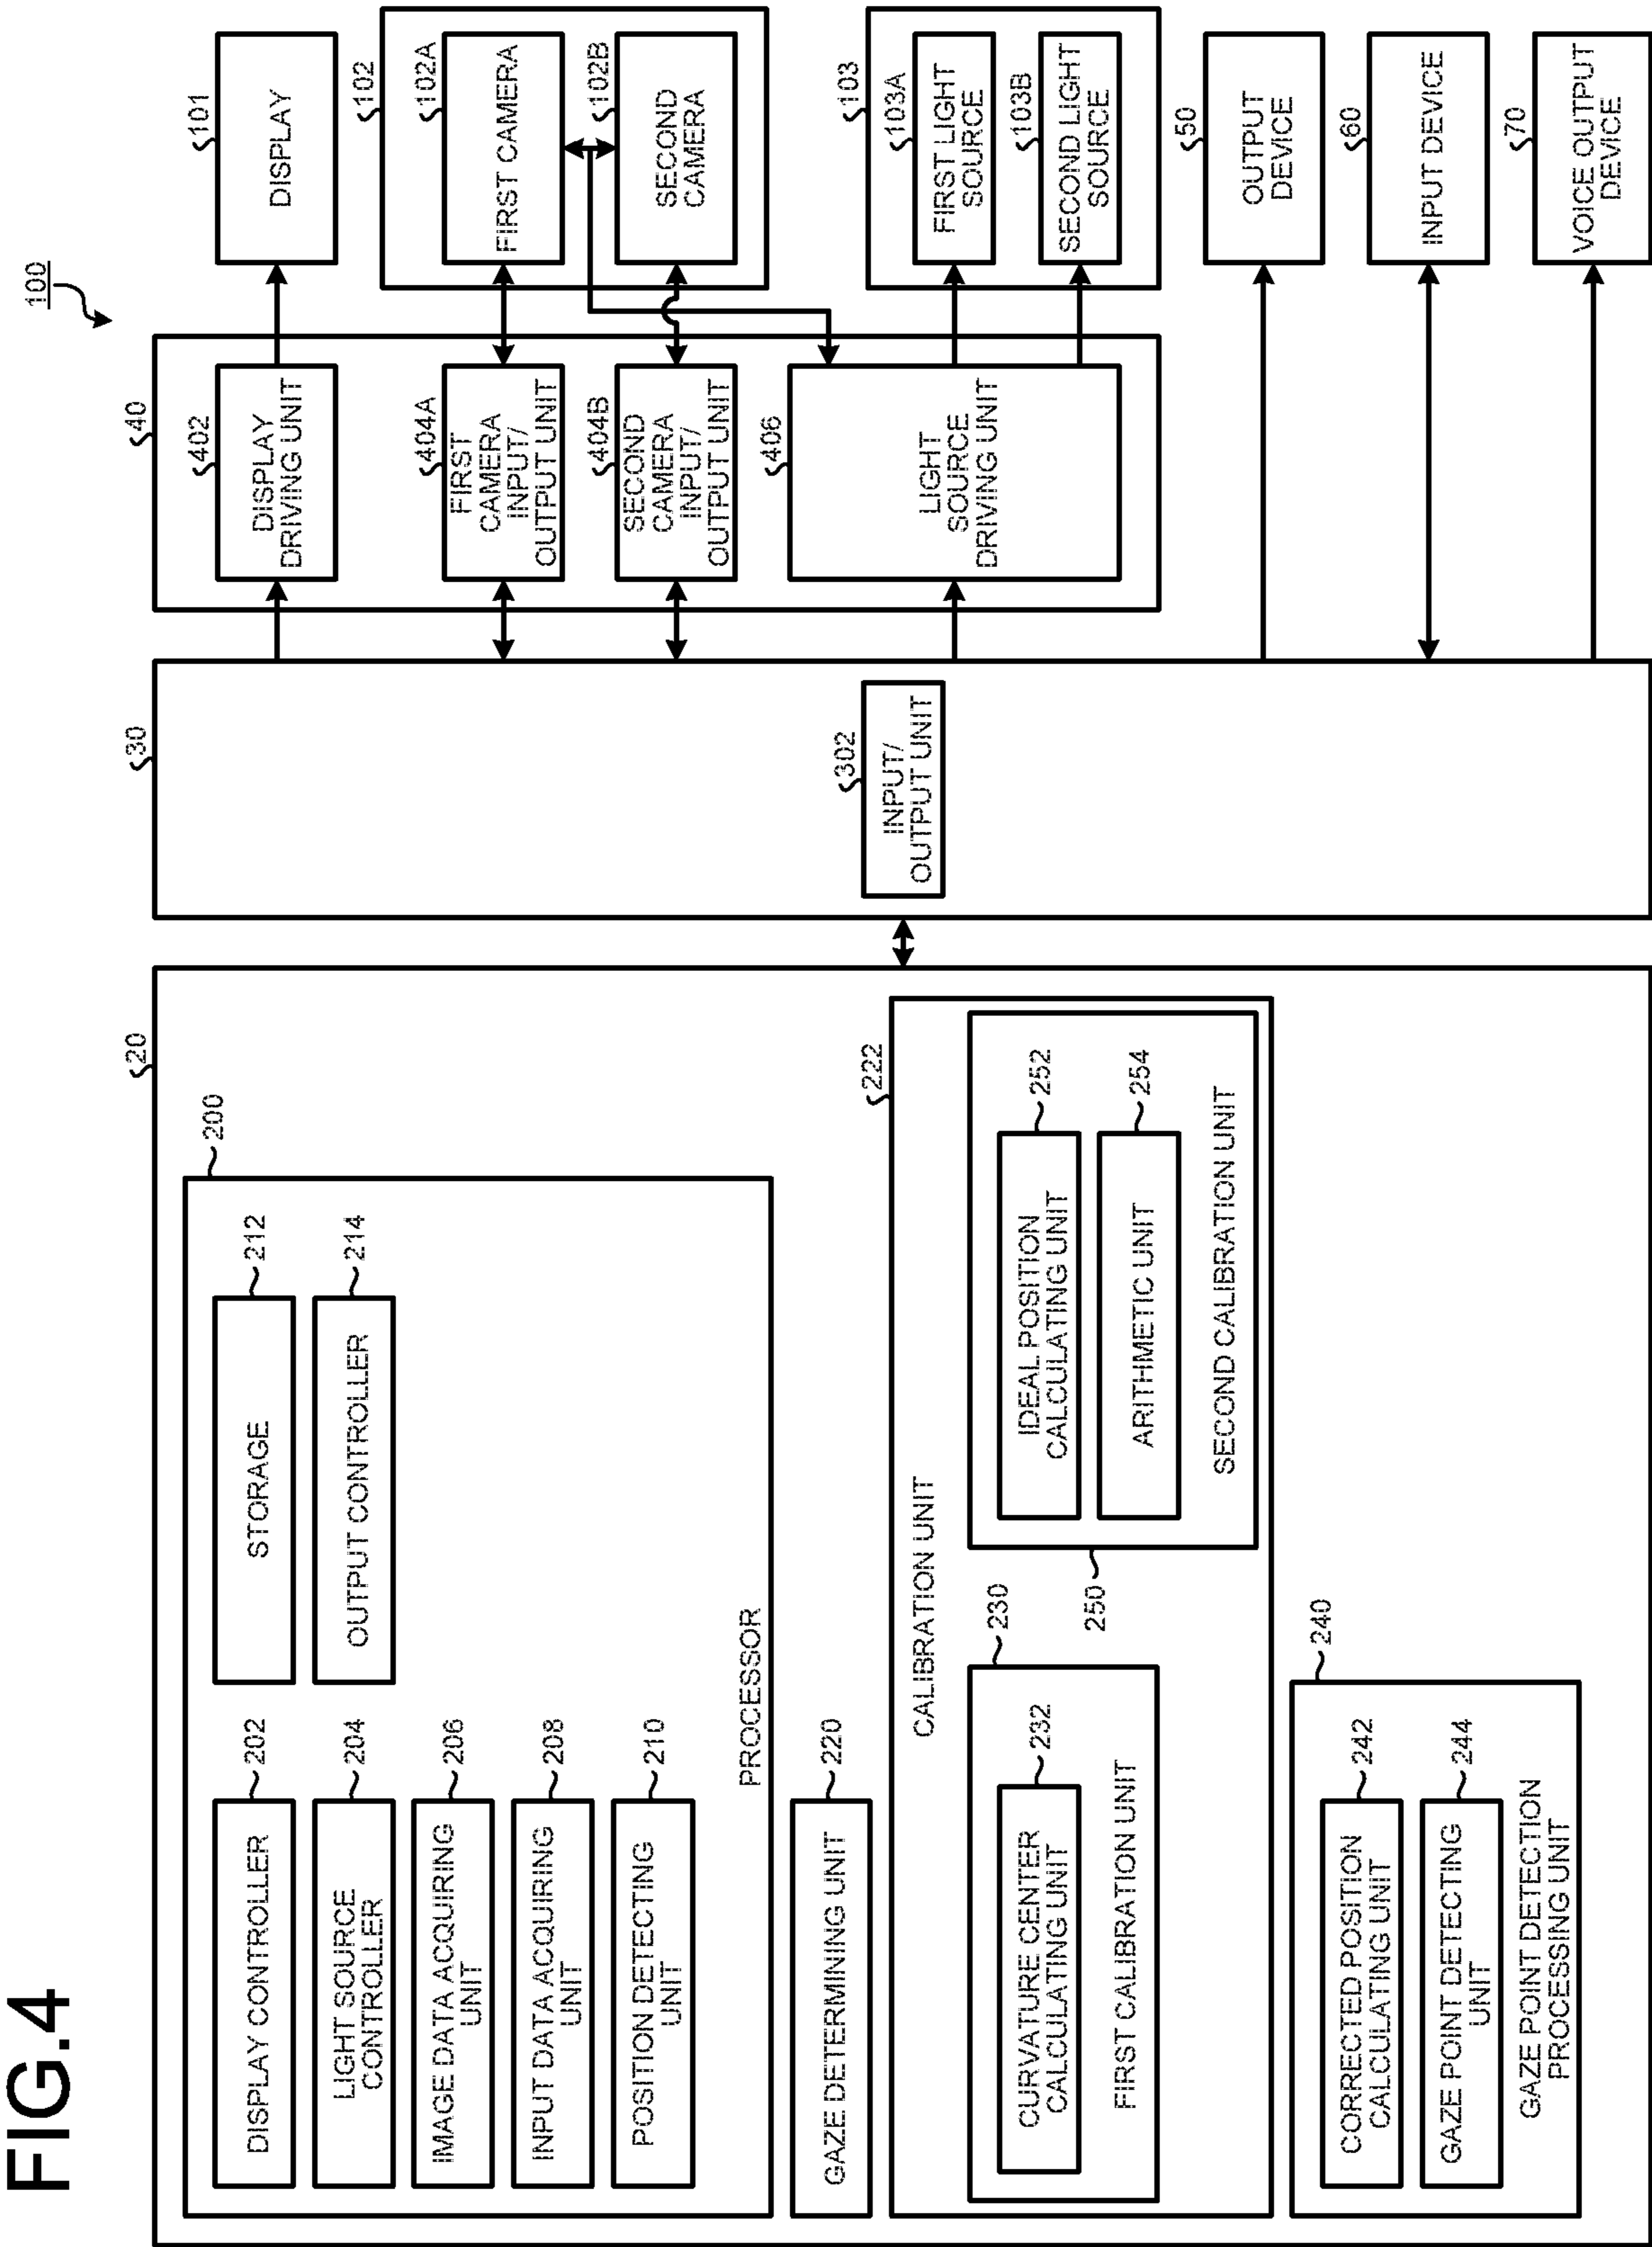 FIG.4
100
20
200
DISPLAY CONTROLLER
202
LIGHT SOURCE
CONTROLLER
204
IMAGE DATA ACQUIRING
UNIT
206
INPUT DATA ACQUIRING
UNIT
208
POSITION DETECTING
UNIT
210
STORAGE
212
OUTPUT CONTROLLER
214
PROCESSOR
GAZE DETERMINING UNIT
220
222
CALIBRATION UNIT
230
CURVATURE CENTER
CALCULATING UNIT
232
FIRST CALIBRATION UNIT
250
IDEAL POSITION
CALCULATING UNIT
252
ARITHMETIC UNIT
254
SECOND CALIBRATION UNIT
240
CORRECTED POSITION
CALCULATING UNIT
242
GAZE POINT DETECTING
UNIT
244
GAZE POINT DETECTION
PROCESSING UNIT
30
302
INPUT/
OUTPUT UNIT
40
402
DISPLAY
DRIVING UNIT
404A
FIRST
CAMERA
INPUT/
OUTPUT UNIT
404B
SECOND
CAMERA
INPUT/
OUTPUT UNIT
406
LIGHT
SOURCE
DRIVING UNIT
101
DISPLAY
102
102A
FIRST CAMERA
102B
SECOND
CAMERA
103
103A
FIRST LIGHT
SOURCE
103B
SECOND LIGHT
SOURCE
50
OUTPUT
DEVICE
60
INPUT DEVICE
70
VOICE OUTPUT
DEVICE